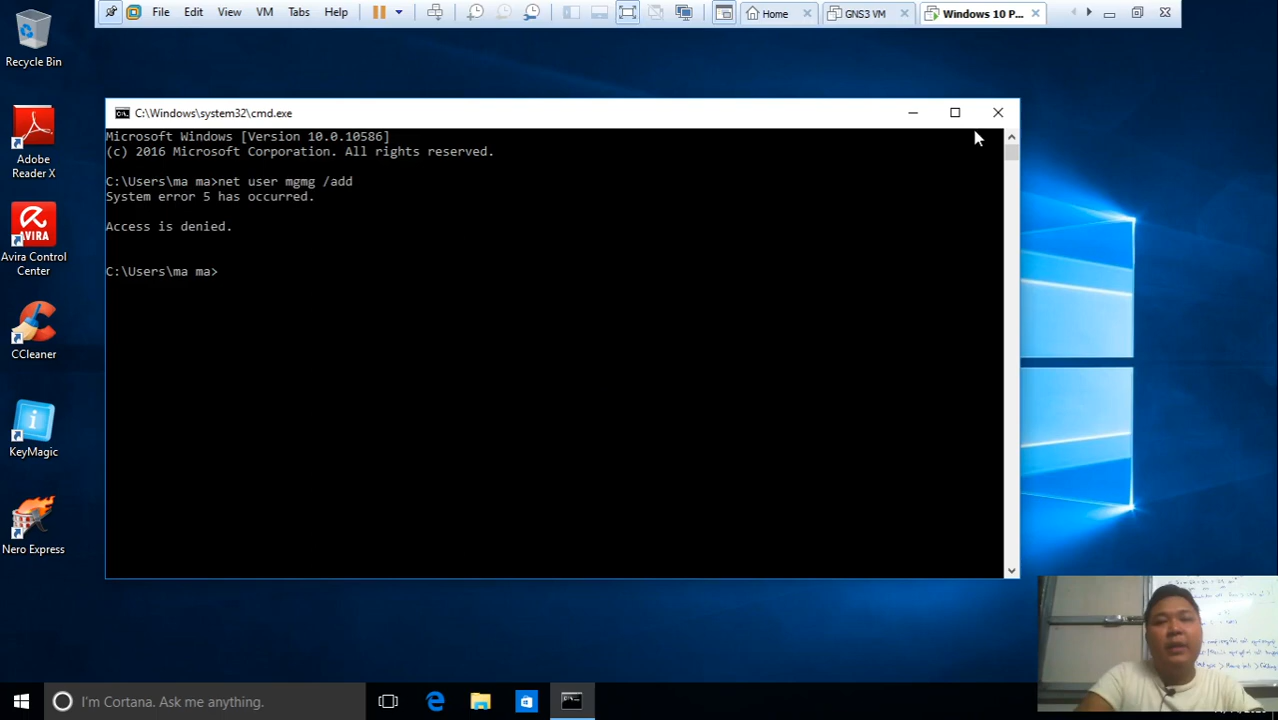 File Edit View VM Tabs Help
Home
GNS3 VM
Windows 10 P...
Recycle Bin
C:\Windows\system32\cmd.exe
Microsoft Windows [Version 10.0.10586]
(c) 2016 Microsoft Corporation. All rights reserved.
C:\Users\ma ma>net user mgmg /add
System error 5 has occurred.
Access is denied.
C:\Users\ma ma>
Adobe
Reader X
AVIRA
Avira Control
Center
CCleaner
KeyMagic
Nero Express
I'm Cortana. Ask me anything.